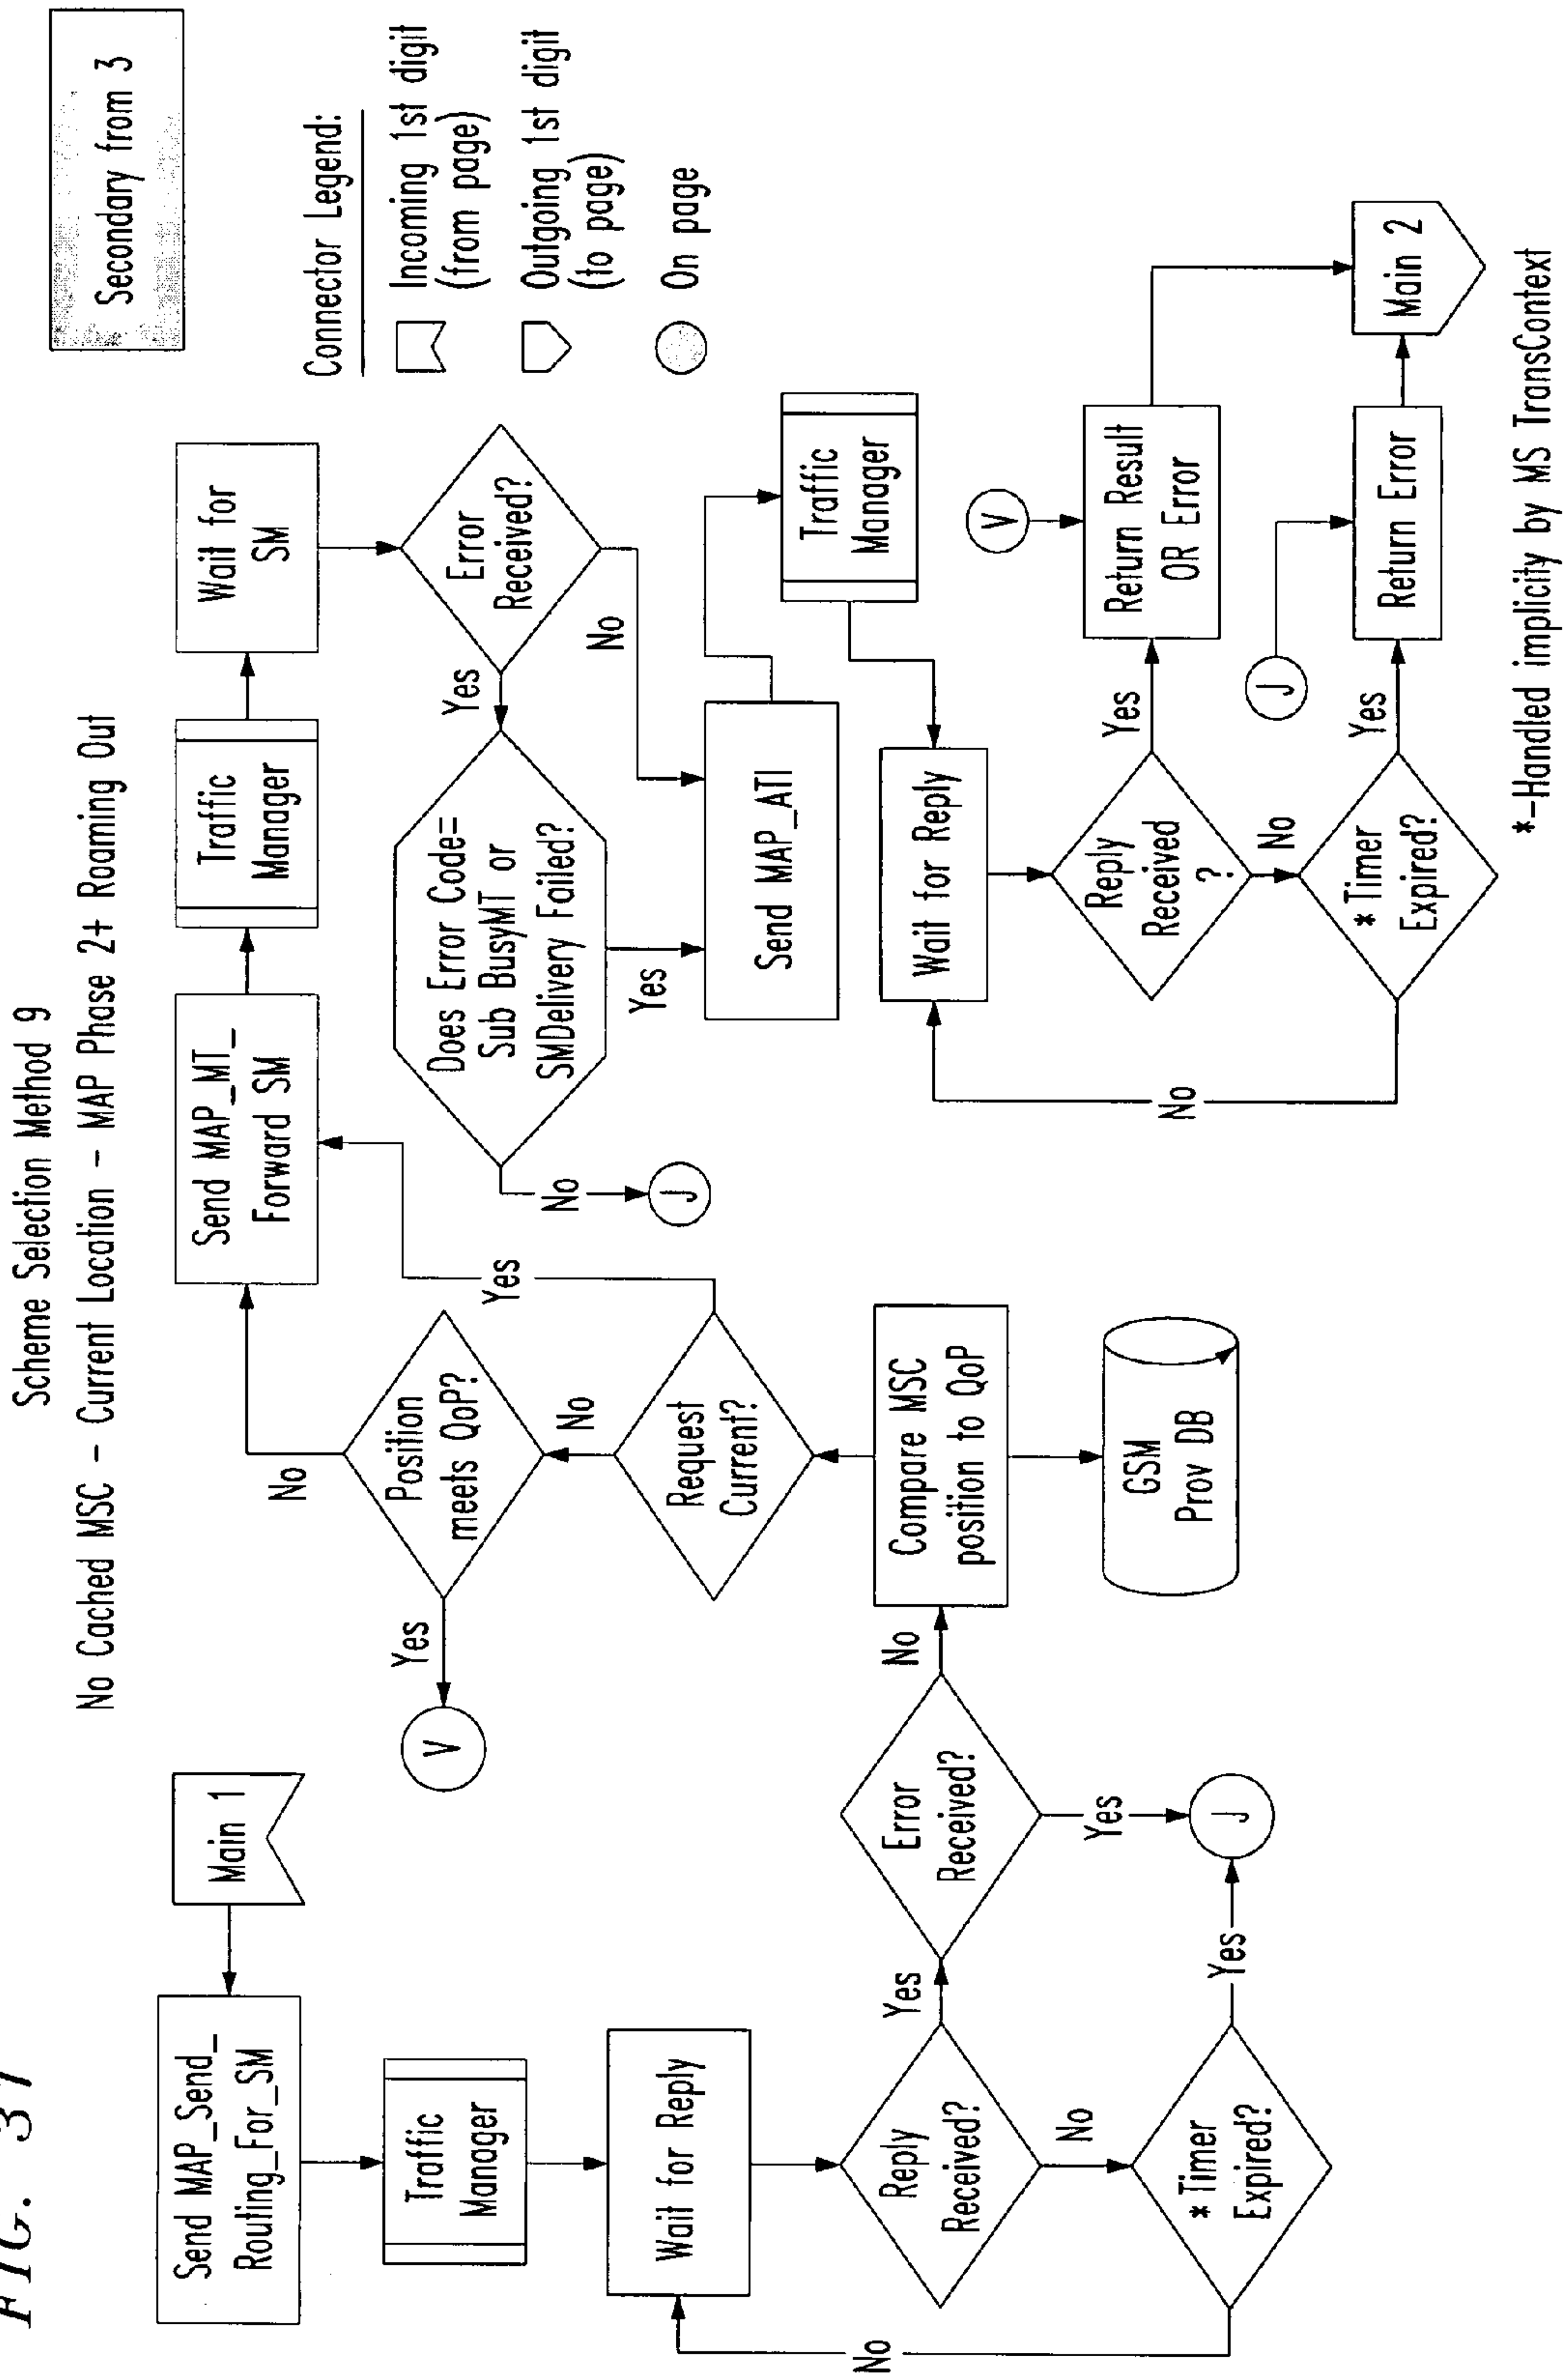 FIG. 31
Scheme Selection Method 9
No Cached MSC - Current Location - MAP Phase 2+ Roaming Out
Secondary from 3
Connector Legend:
Incoming 1st digit
(from page)
Outgoing 1st digit
(to page)
On page
Main 1
Send MAP_Send_
Routing_For_SM
Traffic
Manager
Wait for Reply
Reply
Received?
Yes
No
*Timer
Expired?
No
Yes
J
Error
Received?
Yes
No
Compare MSC
position to QoP
GSM
Prov DB
Request
Current?
No
Yes
Position
meets QoP?
Yes
V
No
Send MAP_MT_
Forward SM
Traffic
Manager
Wait for
SM
Error
Received?
Yes
No
Does Error Code=
Sub BusyMT or
SMDelivery Failed?
No
J
Yes
Send MAP_ATI
Traffic
Manager
Wait for Reply
Reply
Received
?
Yes
No
V
Return Result
OR Error
*Timer
Expired?
No
Yes
J
Return Error
Main 2
*-Handled implicity by MS TransContext